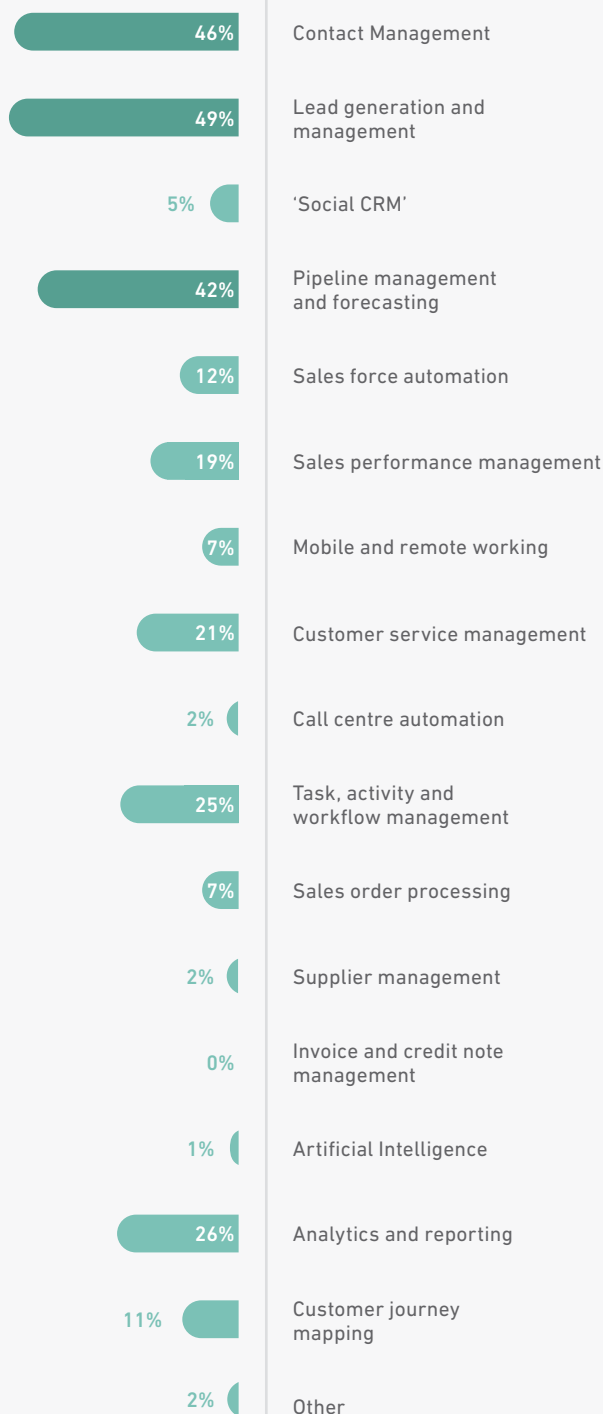 46% Contact Management
49% Lead generation and
management
5% ‘Social CRM’
42% Pipeline management
and forecasting
12% Sales force automation
19% Sales performance management
7% Mobile and remote working
21% Customer service management
2% Call centre automation
25% Task, activity and
workflow management
7% Sales order processing
2% Supplier management
0% Invoice and credit note
management
1% Artificial Intelligence
26% Analytics and reporting
11% Customer journey
mapping
2% Other